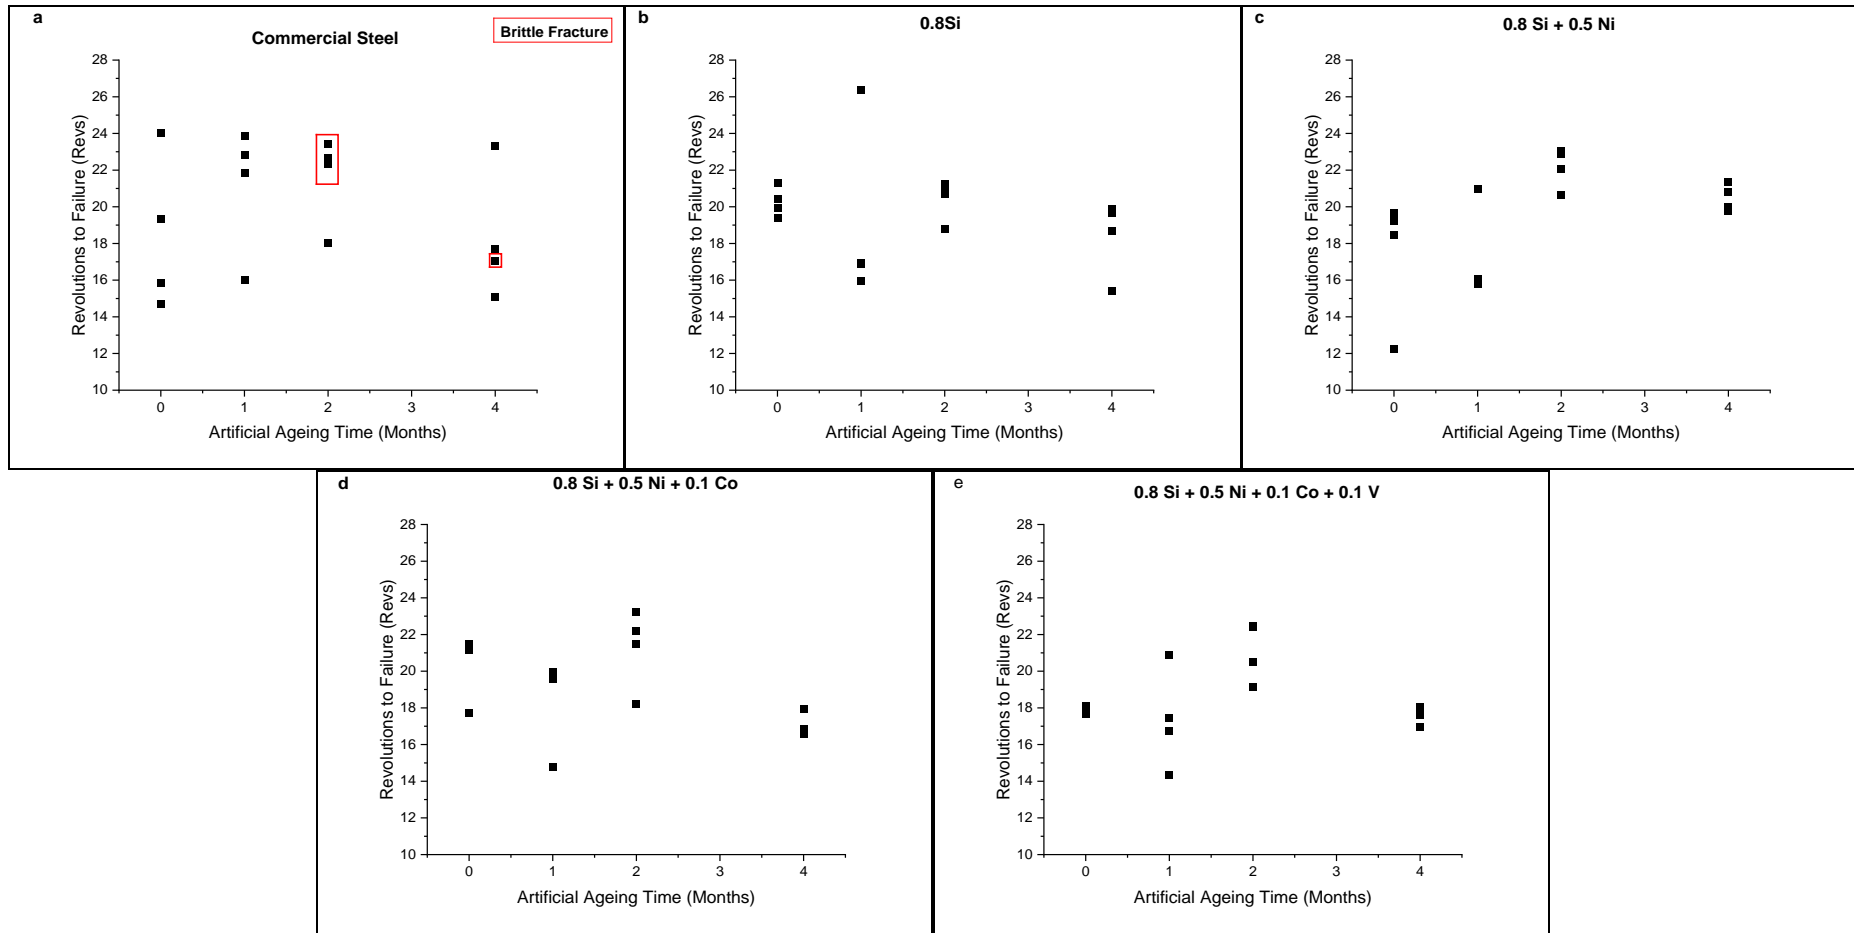 a
Commercial Steel
Brittle Fracture
28
26
24
22
20
18
16
14
12
10
Revolutions to Failure (Revs)
0 1 2 3 4
Artificial Ageing Time (Months)
b
0.8Si
28
26
24
22
20
18
16
14
12
10
Revolutions to Failure (Revs)
0 1 2 3 4
Artificial Ageing Time (Months)
c
0.8 Si + 0.5 Ni
28
26
24
22
20
18
16
14
12
10
Revolutions to Failure (Revs)
0 1 2 3 4
Artificial Ageing Time (Months)
d
0.8 Si + 0.5 Ni + 0.1 Co
28
26
24
22
20
18
16
14
12
10
Revolutions to Failure (Revs)
0 1 2 3 4
Artificial Ageing Time (Months)
e
0.8 Si + 0.5 Ni + 0.1 Co + 0.1 V
28
26
24
22
20
18
16
14
12
10
Revolutions to Failure (Revs)
0 1 2 3 4
Artificial Ageing Time (Months)